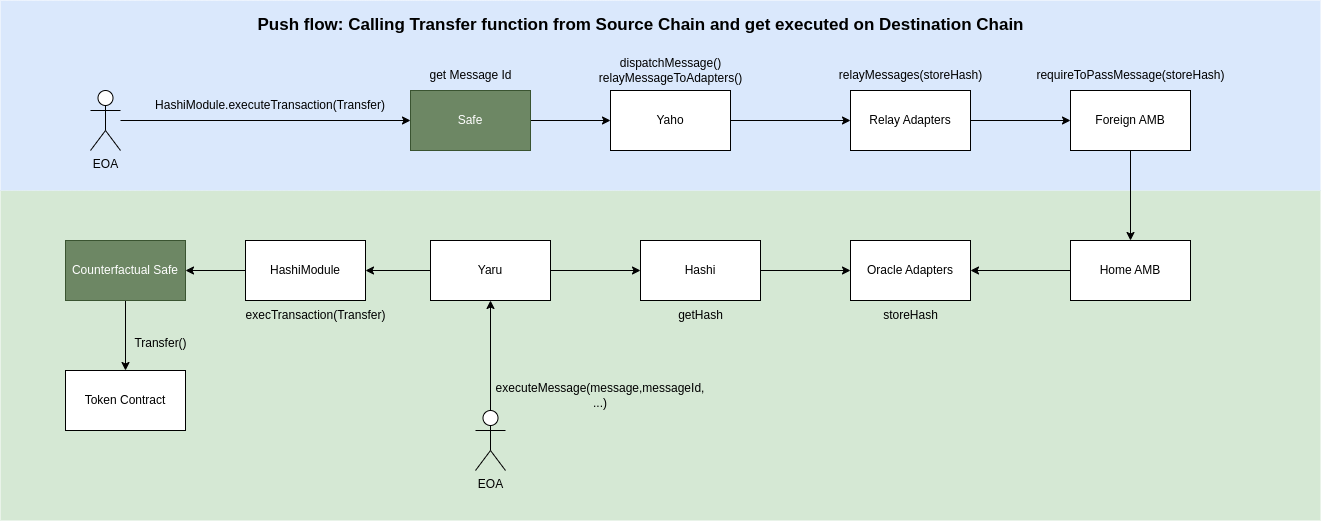 Push flow: Calling Transfer function from Source Chain and get executed on Destination Chain
dispatchMessage()
get Message Id
relayMessageToAdapters()
relayMessages(storeHash)
requireToPassMessage(storeHash)
HashiModule.executeTransaction(Transfer)
Safe
Yaho
Relay Adapters
Foreign AMB
EOA
Counterfactual Safe
HashiModule
Yaru
Hashi
Oracle Adapters
Home AMB
execTransaction(Transfer)
getHash
storeHash
Transfer()
Token Contract
executeMessage(message,messageId,
...)
EOA